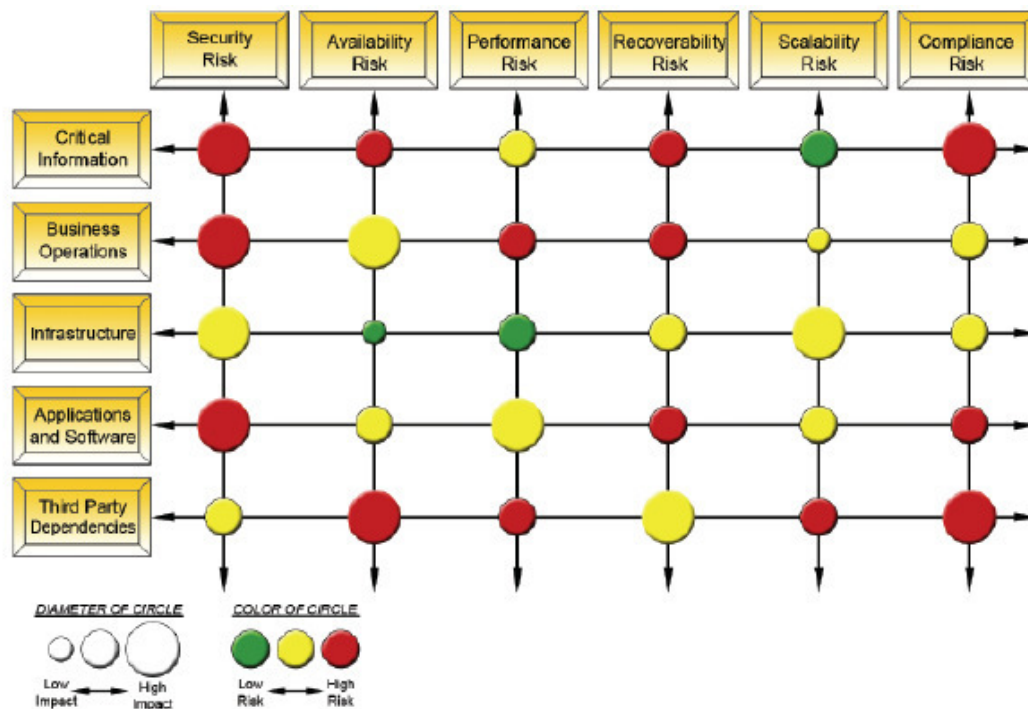 Security
Risk
Availability
Risk
Performance
Risk
Recoverability
Risk
Scalability
Risk
Compliance
Risk
Critical
Information
Business
Operations
Infrastructure
Applications
and Software
Third Party
Dependencies
DIAMETER OF CIRCLE
Low
Impact
High
Impact
COLOR OF CIRCLE
Low
Risk
High
Risk